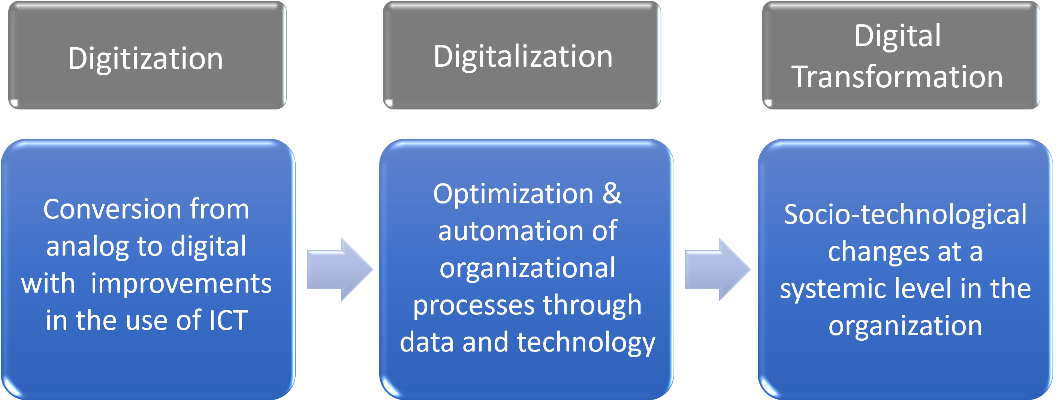 Digitization
Digitalization
Digital
Transformation
Conversion from
analog to digital
with improvements
in the use of ICT
Optimization &
automation of
organizational
processes through
data and technology
Socio-technological
changes at a
systemic level in the
organization